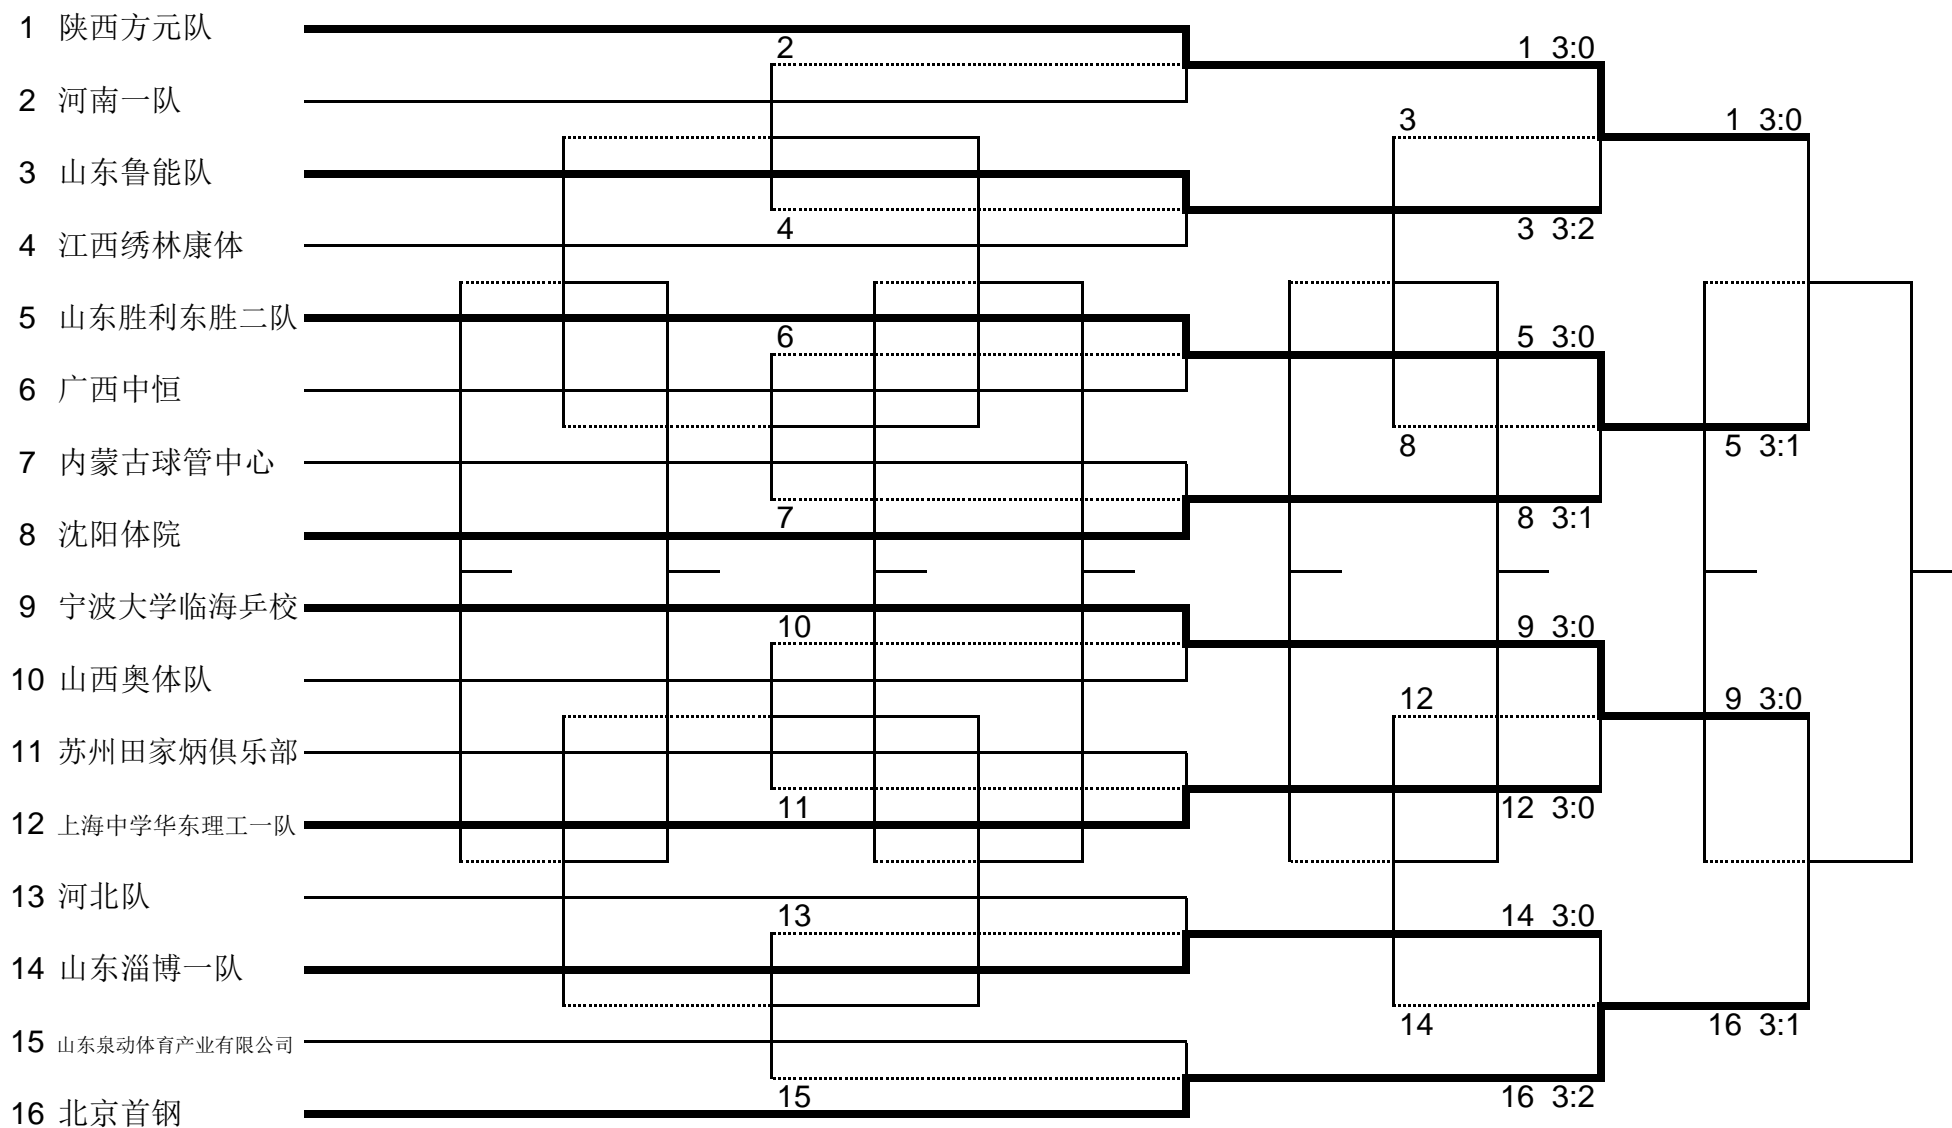 1 陕西方元队
2
1 3:0
2 河南一队
3
1 3:0
3 山东鲁能队
4
3 3:2
4 江西绣林康体
5 山东胜利东胜二队
6
5 3:0
6 广西中恒
8
5 3:1
7 内蒙古球管中心
7
8 3:1
8 沈阳体院
9 宁波大学临海乒校
10
9 3:0
10 山西奥体队
12
9 3:0
11 苏州田家炳俱乐部
11
12 3:0
12 上海中学华东理工一队
13 河北队
13
14 3:0
14 山东淄博一队
14
16 3:1
15 山东泉动体育产业有限公司
15
16 3:2
16 北京首钢